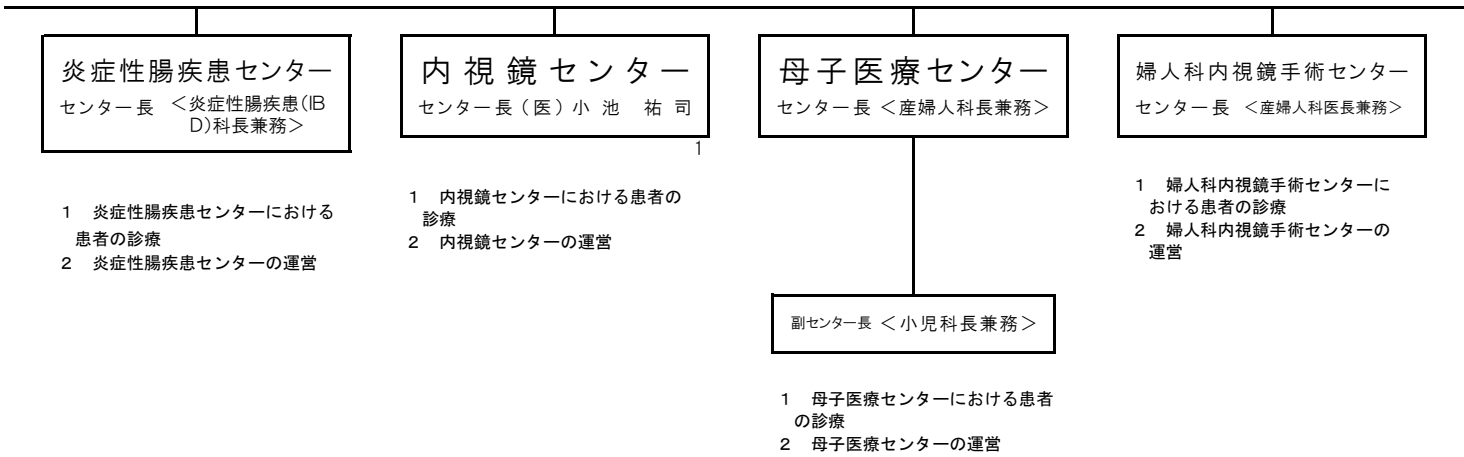 炎症性腸疾患センター
センター長 <炎症性腸疾患(IB
D)科長兼務>
1 炎症性腸疾患センターにおける
患者の診療
2 炎症性腸疾患センターの運営
内視鏡センター
センター長(医)小池 祐司
1
1 内視鏡センターにおける患者の
診療
2 内視鏡センターの運営
母子医療センター
センター長 <産婦人科長兼務>
副センター長 <小児科長兼務>
1 母子医療センターにおける患者
の診療
2 母子医療センターの運営
婦人科内視鏡手術センター
センター長 <産婦人科医長兼務>
1 婦人科内視鏡手術センターに
おける患者の診療
2 婦人科内視鏡手術センターの
運営